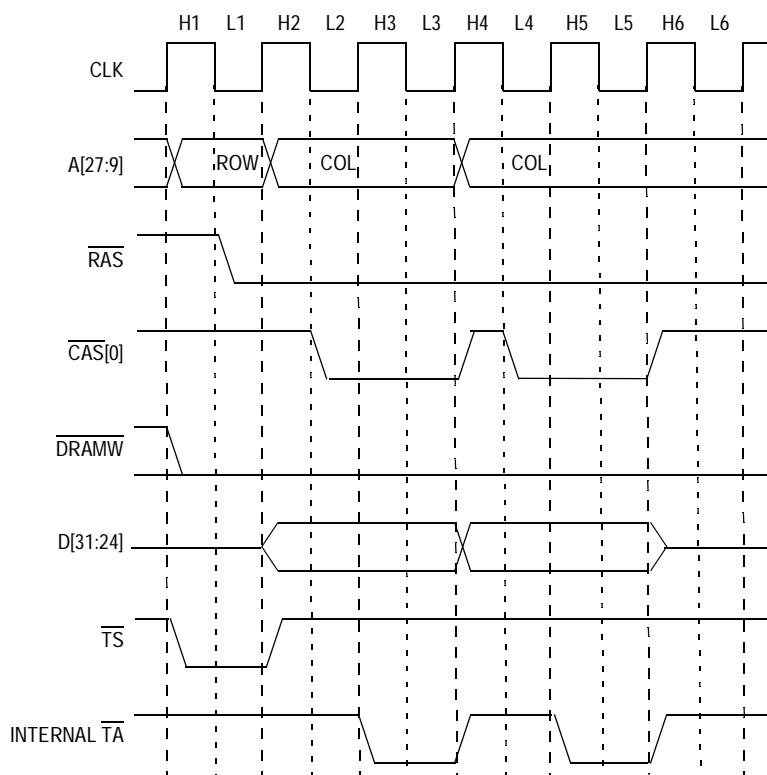 H1 L1 H2 L2 H3 L3 H4 L4 H5 L5 H6 L6
CLK
A[27:9] ROW COL COL
RAS
CAS[0]
DRAMW
D[31:24]
TS
INTERNAL TA